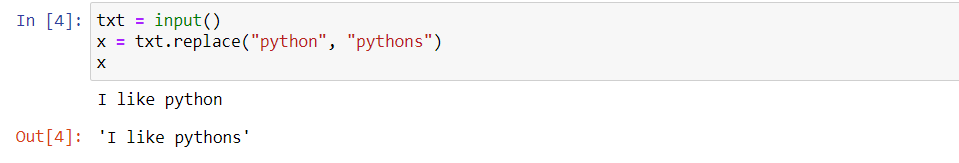 In [4]: txt = input()
x = txt.replace("python", "pythons")
x
I like python
Out[4]: 'I like pythons'